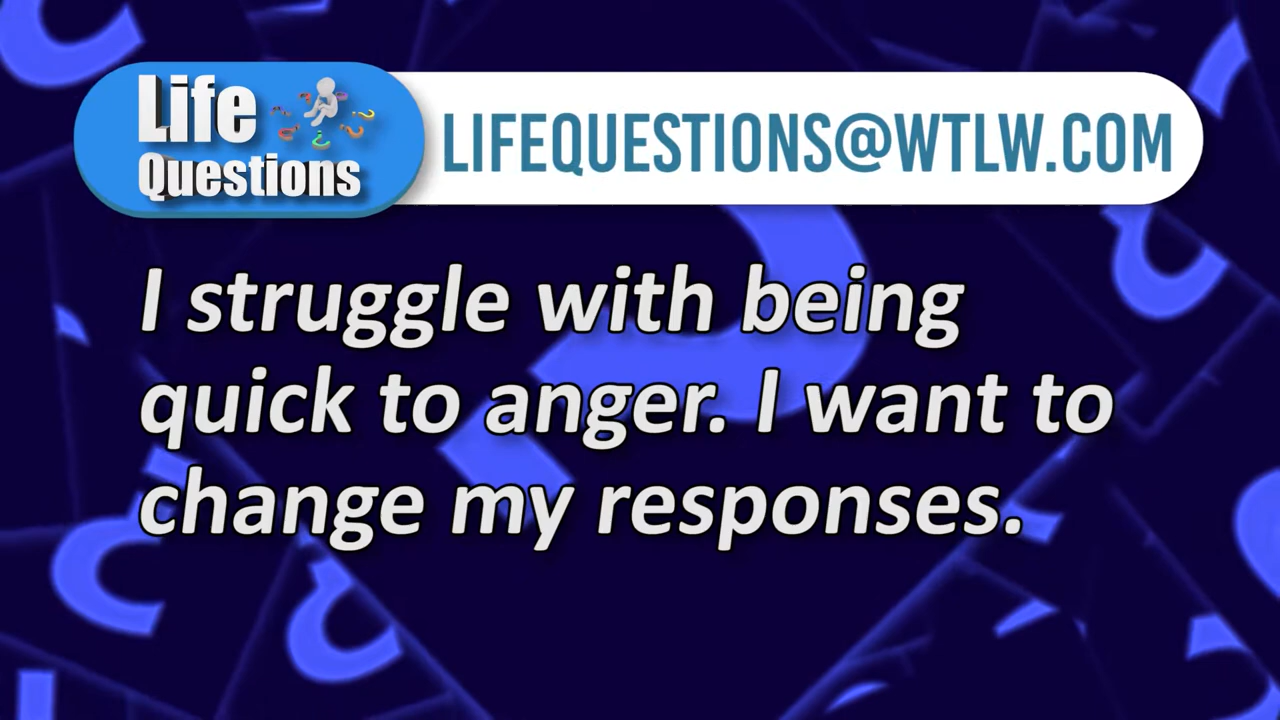 Life
Questions
LIFEQUESTIONS@WTLW.COM
I struggle with being
quick to anger. I want to
change my responses.